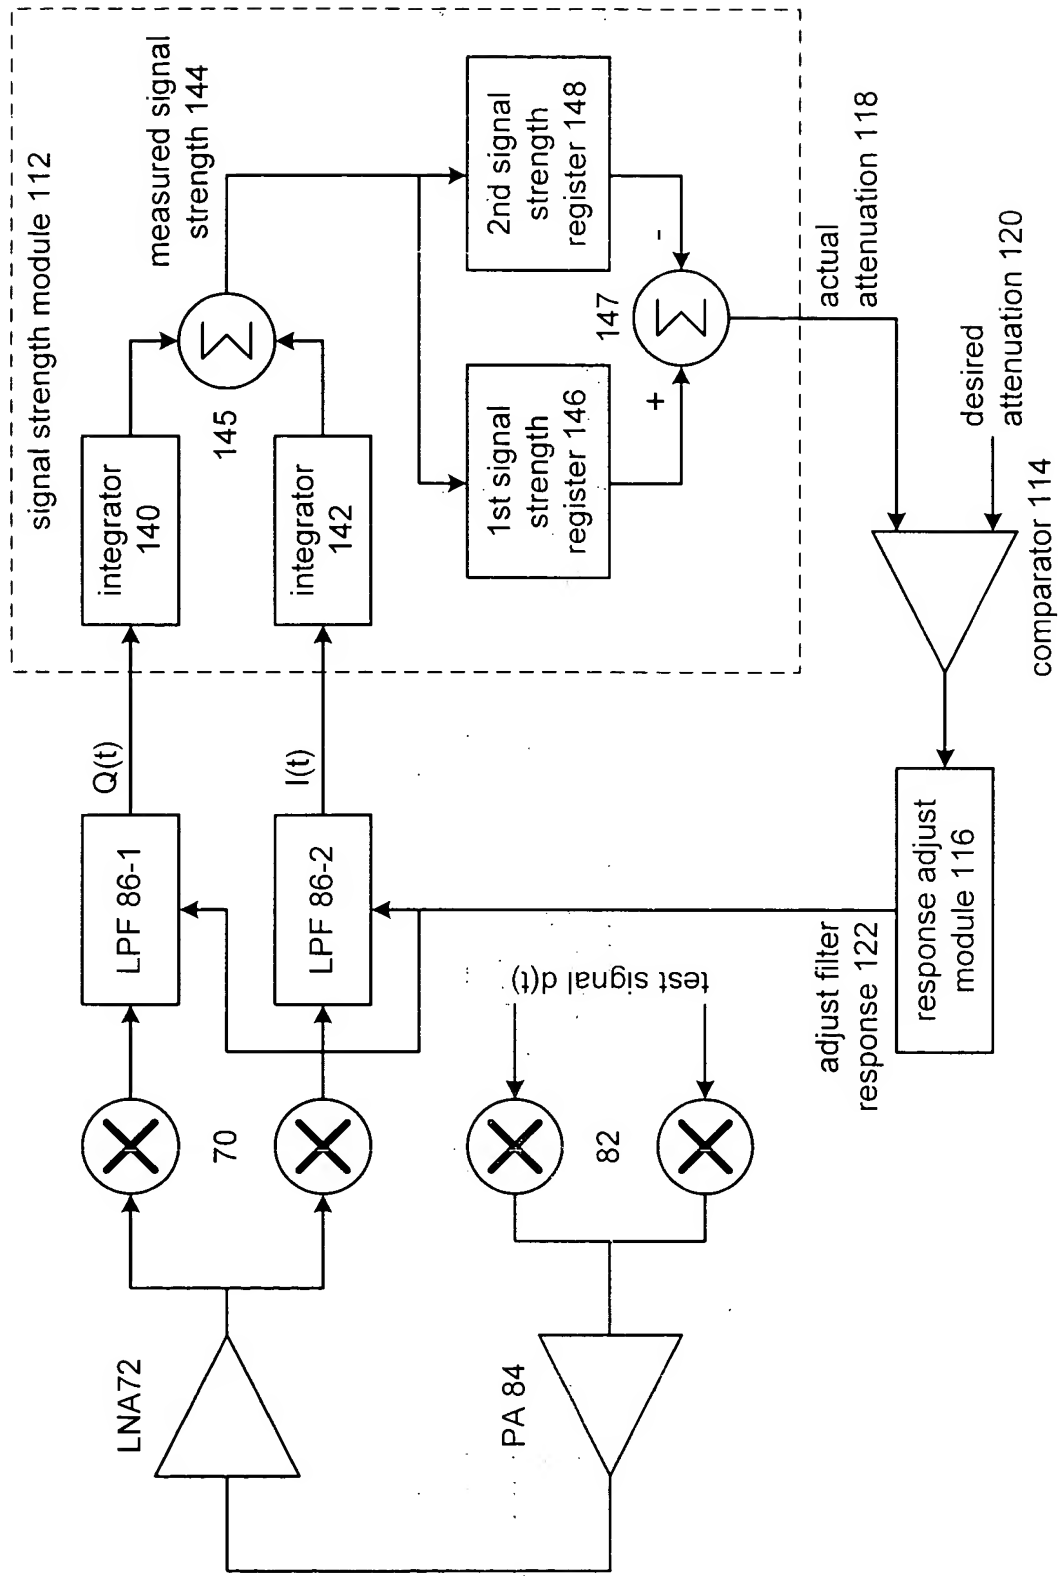 signal strength module 112
measured signal
strength 144
integrator
140
integrator
142
145
2nd signal
strength
register 148
1st signal
strength
register 146
147
+
-
Σ
Σ
actual
attenuation 118
desired
attenuation 120
comparator 114
Q(t)
I(t)
LPF 86-1
LPF 86-2
response adjust
module 116
adjust filter
response 122
test signal d(t)
70
82
LNA72
PA 84